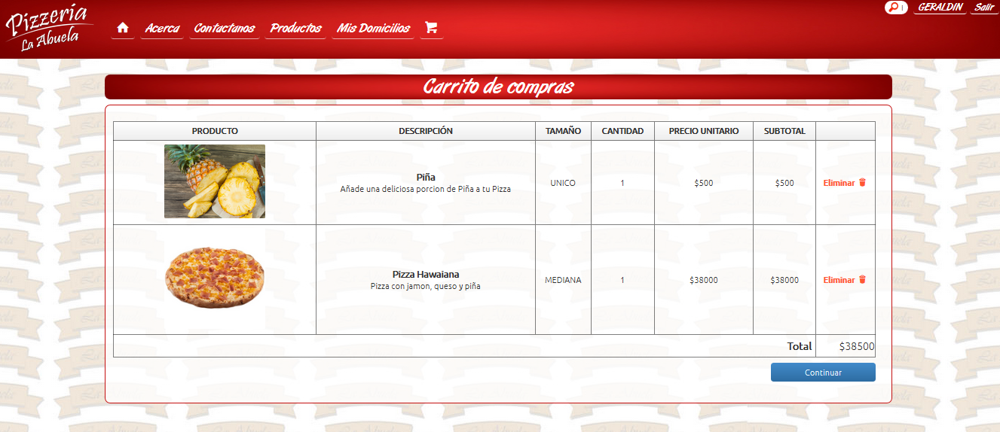 Pizzería
La Abuela
Acerca
Contactanos
Productos
Mis Domicilios
GERALDIN
Salir
Carrito de compras
PRODUCTO
DESCRIPCIÓN
TAMAÑO
CANTIDAD
PRECIO UNITARIO
SUBTOTAL
Piña
Añade una deliciosa porcion de Piña a tu Pizza
UNICO
1
$500
$500
Eliminar
Pizza Hawaiana
Pizza con jamon, queso y piña
MEDIANA
1
$38000
$38000
Eliminar
Total
$38500
Continuar